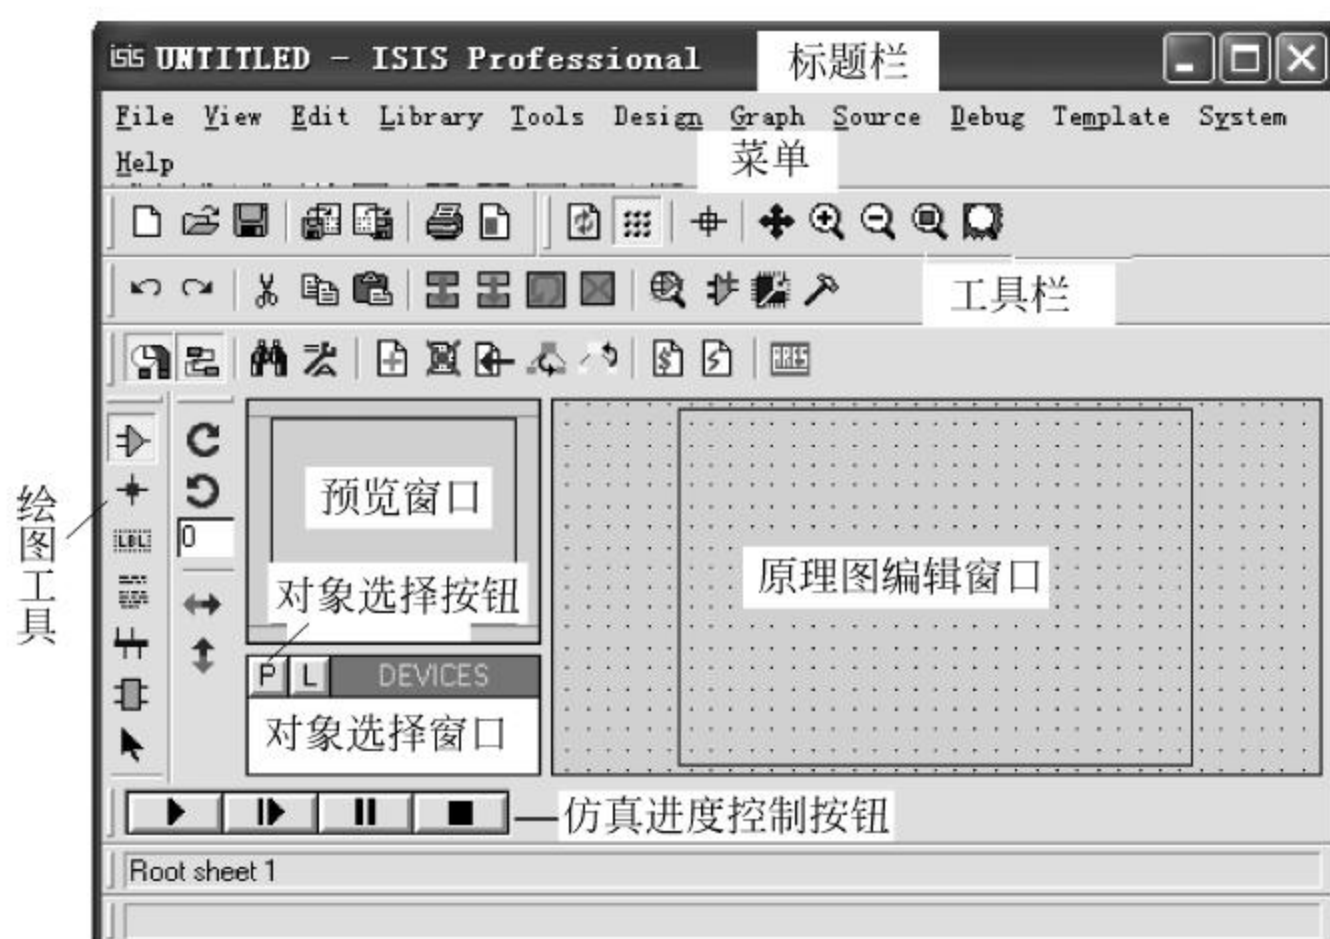 isis UNTITLED - ISIS Professional 标题栏
File View Edit Library Tools Design Graph Source Debug Template System
Help 菜单
工具栏
ARES
绘图工具
LBL
0
预览窗口
对象选择按钮
原理图编辑窗口
P L DEVICES
对象选择窗口
仿真进度控制按钮
Root sheet 1